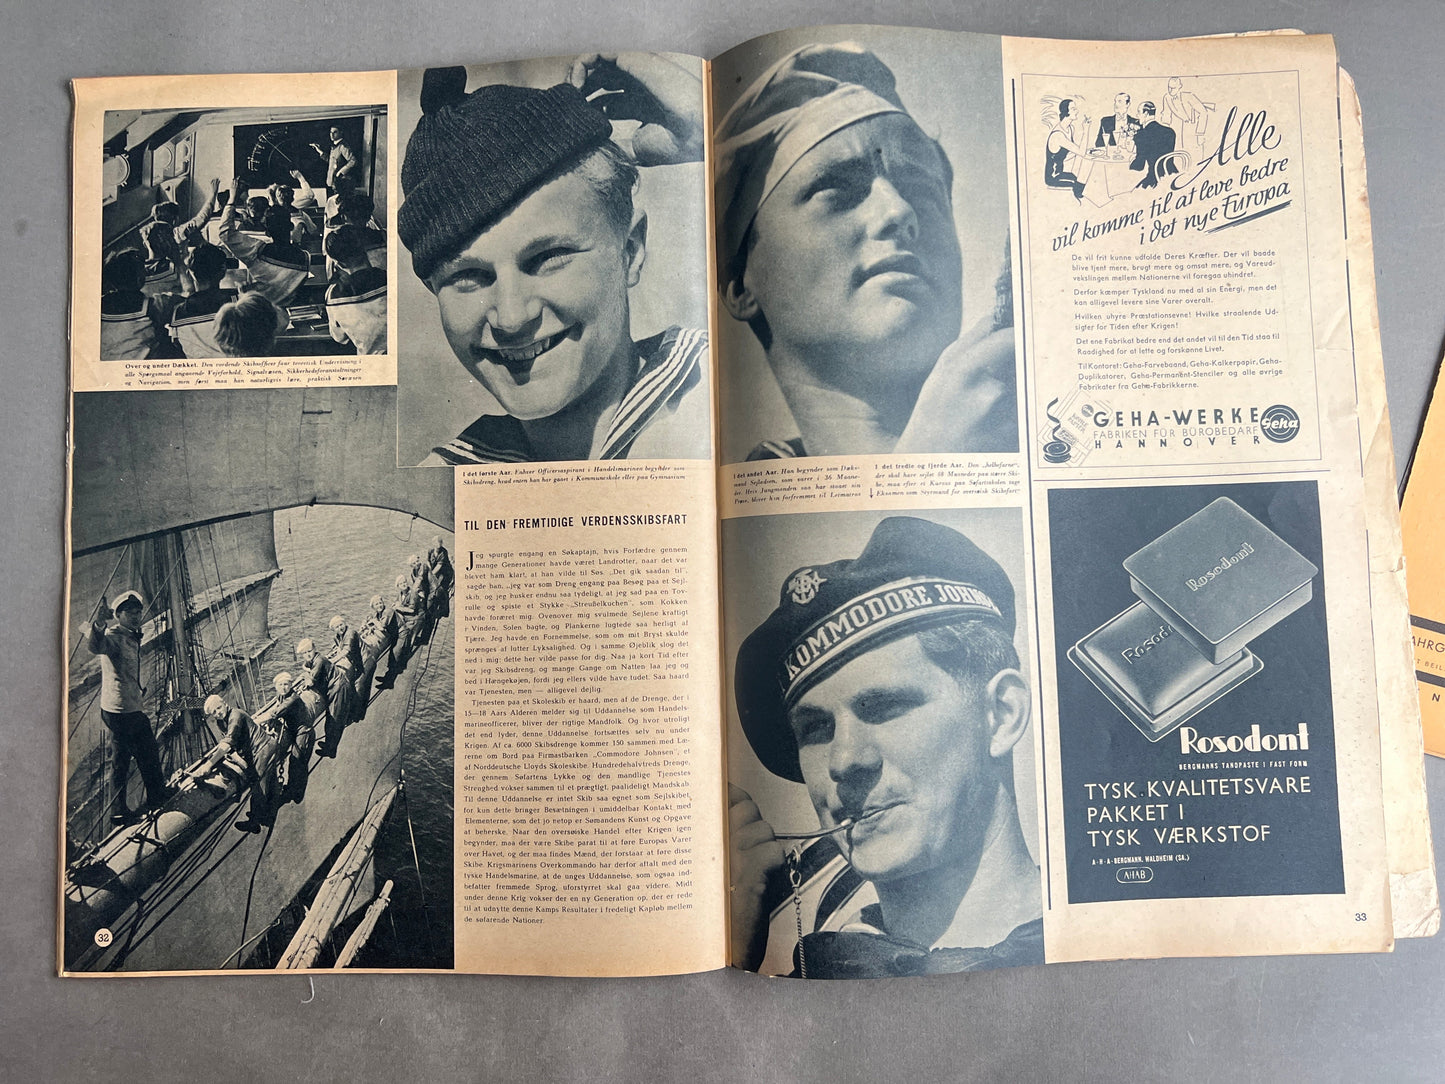 Over og under Dækket. Den vordende Skibsofficer faar teoretisk Undervisning i
alle Spørgsmaal angaaende Vejrforhold, Signalvæsen, Sikkerhedsforanstaltninger
og Navigation, men først maa han naturligvis lære, praktisk Søvæsen
I det første Aar. Enhver Officersaspirant i Handelsmarinen begynder som
Skibsdreng, hvad enten han har gaaet i Kommuneskole eller paa Gymnasium
TIL DEN FREMTIDIGE VERDENSSKIBSFART
Jeg spurgte engang en Søkaptajn, hvis Forfædre gennem
mange Generationer havde været Landrotter, naar det var
blevet ham klart, at han vilde til Søs. „Det gik saadan til",
sagde han, „jeg var som Dreng engang paa Besøg paa et Sejl-
skib, og jeg husker endnu saa tydeligt, at jeg sad paa en Tov-
rulle og spiste et Stykke „Streußelkuchen", som Kokken
havde foræret mig. Ovenover mig svulmede Sejlene kraftigt
i Vinden, Solen bagte, og Plankerne lugtede saa herligt af
Tjære. Jeg havde en Fornemmelse, som om mit Bryst skulde
sprænges af lutter Lyksalighed. Og i samme Øjeblik slog det
ned i mig: dette her vilde passe for dig. Naa ja kort Tid efter
var jeg Skibsdreng, og mange Gange om Natten laa jeg og
bed i Hængekøjen, fordi jeg ellers vilde have tudet. Saa haard
var Tjenesten, men — alligevel dejlig.
Tjenesten paa et Skoleskib er haard, men af de Drenge, der i
15—18 Aars Alderen melder sig til Uddannelse som Handels-
marineofficerer, bliver der rigtige Mandfolk. Og hvor utroligt
det end lyder, denne Uddannelse fortsættes selv nu under
Krigen. Af ca. 6000 Skibsdrenge kommer 150 sammen med Læ-
rerne om Bord paa Firmastbarken „Commodore Johnsen", et
af Norddeutsche Lloyds Skoleskibe. Hundredehalvtreds Drenge,
der gennem Søfartens Lykke og den mandlige Tjenestes
Strenghed vokser sammen til et prægtigt, paalideligt Mandskab.
Til denne Uddannelse er intet Skib saa egnet som Sejlskibet,
for kun dette bringer Besætningen i umiddelbar Kontakt med
Elementerne, som det jo netop er Sømandens Kunst og Opgave
at beherske. Naar den oversøiske Handel efter Krigen igen
begynder, maa der være Skibe parat til at føre Europas Varer
over Havet, og der maa findes Mænd, der forstaar at føre disse
Skibe. Krigsmarinens Overkommando har derfor aftalt med den
tyske Handelsmarine, at de unges Uddannelse, som ogsaa ind-
befatter fremmede Sprog, uforstyrret skal gaa videre. Midt
under denne Krig vokser der en ny Generation op, der er rede
til at udnytte denne Kamps Resultater i fredeligt Kapløb mellem
de søfarende Nationer.
32
I det andet Aar. Han begynder som Dæks-
mand Sejladsen, som varer i 36 Maane-
der. Hvis Jungmanden saa har staaet sin
Prøve, bliver han forfremmet til Letmatros
I det tredie og fjerde Aar. Den „helbefarne",
der skal have sejlet 48 Maaneder paa større Ski-
be, maa efter et Kursus paa Søfartsskolen tage
Eksamen som Styrmand for oversøisk Skibsfart
KOMMODORE JOHNS
Alle
vil komme til at leve bedre
i det nye Europa
De vil frit kunne udfolde Deres Kræfter. Der vil baade
blive tjent mere, brugt mere og omsat mere, og Vareud-
vekslingen mellem Nationerne vil foregaa uhindret.
Derfor kæmper Tyskland nu med al sin Energi, men det
kan alligevel levere sine Varer overalt.
Hvilken uhyre Præstationsevne! Hvilke straalende Ud-
sigter for Tiden efter Krigen!
Det ene Fabrikat bedre end det andet vil til den Tid staa til
Raadighed for at lette og forskønne Livet.
Til Kontoret: Geha-Farvebaand, Geha-Kalkerpapir, Geha-
Duplikatorer, Geha-Permanent-Stenciler og alle øvrige
Fabrikater fra Geha-Fabrikkerne.
GEHA-WERKE
FABRIKEN FÜR BÜROBEDARF
HANNOVER
Geha
Rosodont
Rosod
Rosodont
BERGMANNS TANDPASTE I FAST FORM
TYSK KVALITETSVARE
PAKKET I
TYSK VÆRKSTOF
A·H·A·BERGMANN, WALDHEIM (SA.)
AHAB
33
AHRG
T BEIL
N